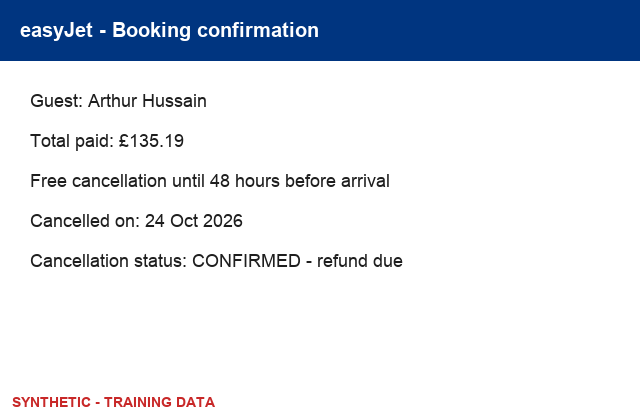 easyJet - Booking confirmation
Guest: Arthur Hussain
Total paid: £135.19
Free cancellation until 48 hours before arrival
Cancelled on: 24 Oct 2026
Cancellation status: CONFIRMED - refund due
SYNTHETIC - TRAINING DATA